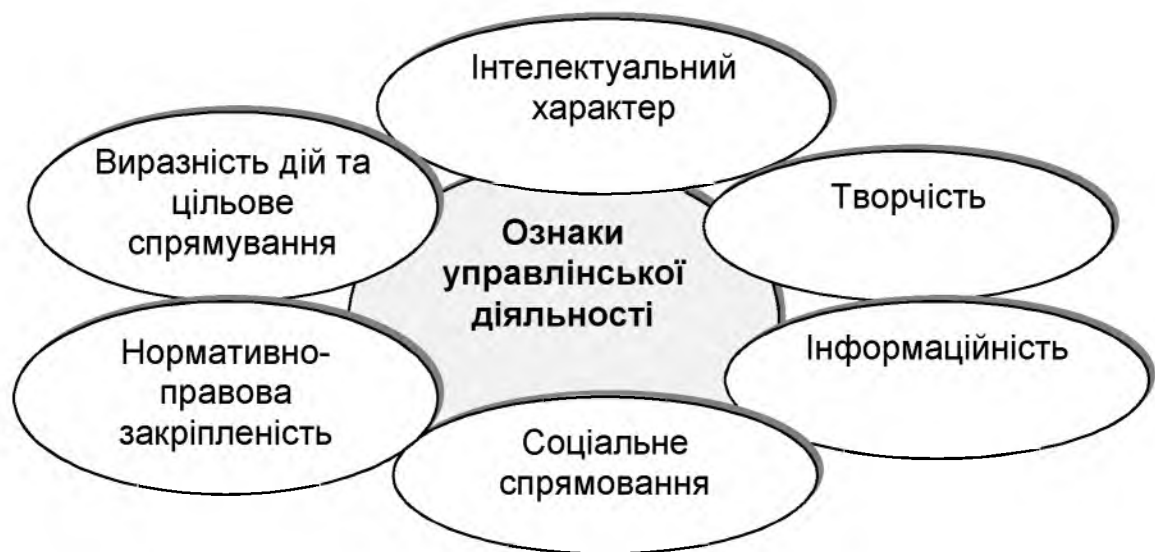 Інтелектуальний
характер
Виразність дій та
цільове
спрямування
Творчість
Ознаки
управлінської
діяльності
Нормативно-
правова
закріпленість
Інформаційність
Соціальне
спрямовання